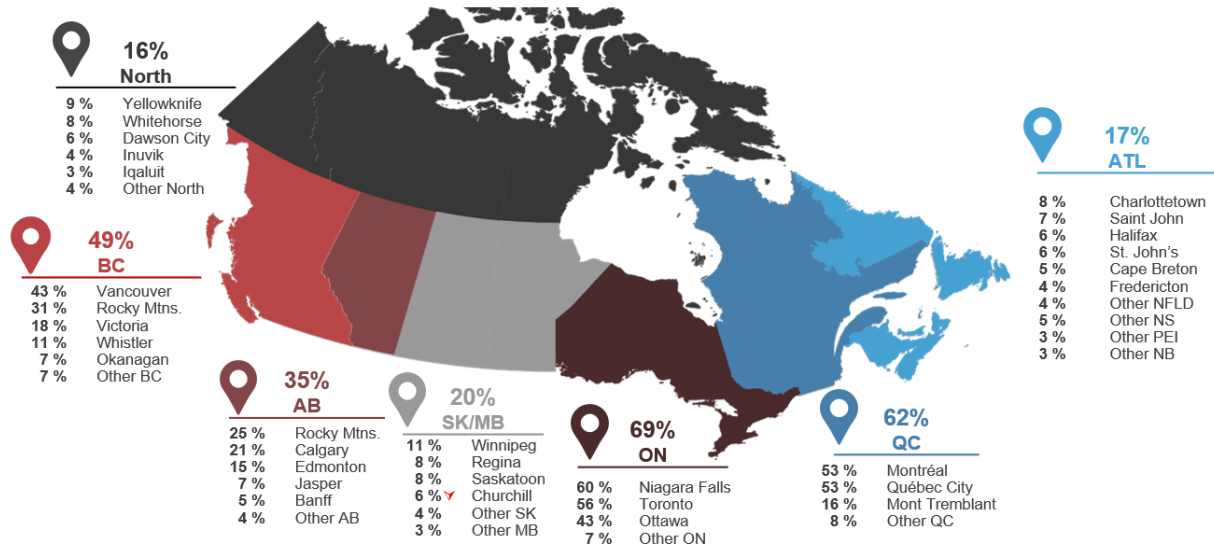 16%
North
9 % Yellowknife
8 % Whitehorse
6 % Dawson City
4 % Inuvik
3 % Iqaluit
4 % Other North
49%
BC
43 % Vancouver
31 % Rocky Mtns.
18 % Victoria
11 % Whistler
7 % Okanagan
7 % Other BC
35%
AB
25 % Rocky Mtns.
21 % Calgary
15 % Edmonton
7 % Jasper
5 % Banff
4 % Other AB
20%
SK/MB
11 % Winnipeg
8 % Regina
8 % Saskatoon
6 % Churchill
4 % Other SK
3 % Other MB
69%
ON
60 % Niagara Falls
56 % Toronto
43 % Ottawa
7 % Other ON
62%
QC
53 % Montréal
53 % Québec City
16 % Mont Tremblant
8 % Other QC
17%
ATL
8 % Charlottetown
7 % Saint John
6 % Halifax
6 % St. John's
5 % Cape Breton
4 % Fredericton
4 % Other NFLD
5 % Other NS
3 % Other PEI
3 % Other NB